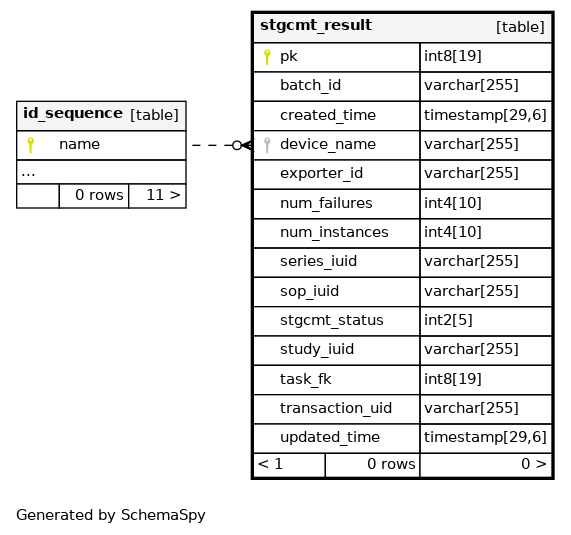 stgcmt_result [table]
pk int8[19]
batch_id varchar[255]
created_time timestamp[29,6]
device_name varchar[255]
exporter_id varchar[255]
num_failures int4[10]
num_instances int4[10]
series_iuid varchar[255]
sop_iuid varchar[255]
stgcmt_status int2[5]
study_iuid varchar[255]
task_fk int8[19]
transaction_uid varchar[255]
updated_time timestamp[29,6]
< 1 0 rows 0 >
id_sequence [table]
name
...
0 rows 11 >
Generated by SchemaSpy